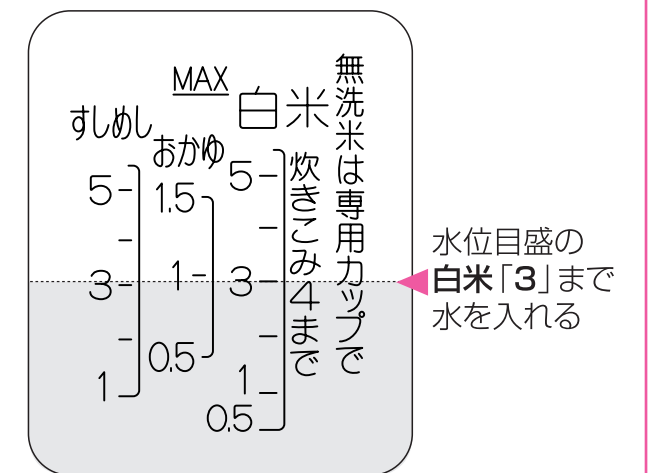 無洗米は専用カップで
MAX
白米
炊きこみ4まで
5
3
1
0.5
おかゆ
1.5
1
0.5
すしめし
5
3
1
水位目盛の
白米「3」まで
水を入れる